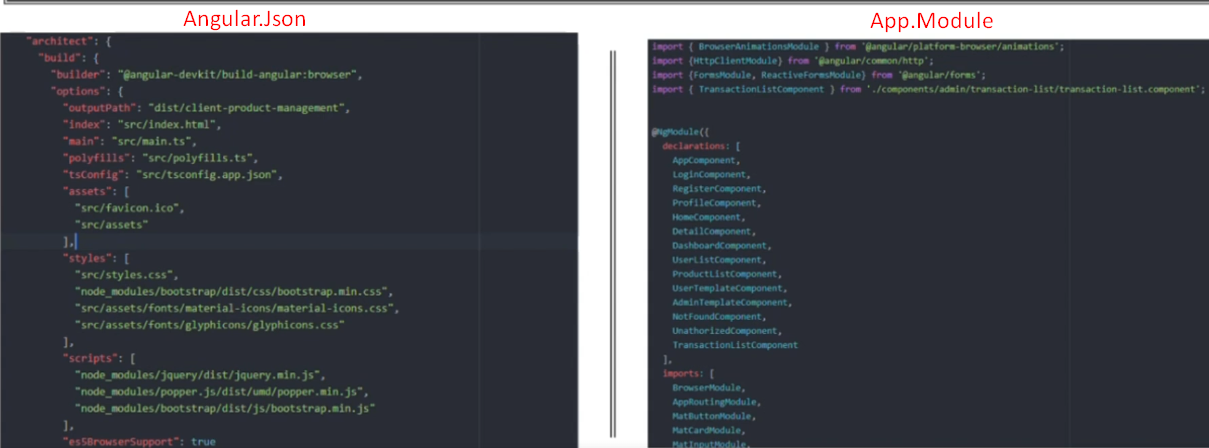 Angular.Json
"architect": {
"build": {
"builder": "@angular-devkit/build-angular:browser",
"options": {
"outputPath": "dist/client-product-management",
"index": "src/index.html",
"main": "src/main.ts",
"polyfills": "src/polyfills.ts",
"tsConfig": "src/tsconfig.app.json",
"assets": [
"src/favicon.ico",
"src/assets"
],
"styles": [
"src/styles.css",
"node_modules/bootstrap/dist/css/bootstrap.min.css",
"src/assets/fonts/material-icons/material-icons.css",
"src/assets/fonts/glyphicons/glyphicons.css"
],
"scripts": [
"node_modules/jquery/dist/jquery.min.js",
"node_modules/popper.js/dist/umd/popper.min.js",
"node_modules/bootstrap/dist/js/bootstrap.min.js"
],
"es5BrowserSupport": true
App.Module
import { BrowserAnimationsModule } from '@angular/platform-browser/animations';
import {HttpClientModule} from '@angular/common/http';
import {FormsModule, ReactiveFormsModule} from '@angular/forms';
import { TransactionListComponent } from './components/admin/transaction-list/transaction-list.component';
@NgModule({
declarations: [
AppComponent,
LoginComponent,
RegisterComponent,
ProfileComponent,
HomeComponent,
DetailComponent,
DashboardComponent,
UserListComponent,
ProductListComponent,
UserTemplateComponent,
AdminTemplateComponent,
NotFoundComponent,
UnathorizedComponent,
TransactionListComponent
],
imports: [
BrowserModule,
AppRoutingModule,
MatButtonModule,
MatCardModule,
MatInputModule,